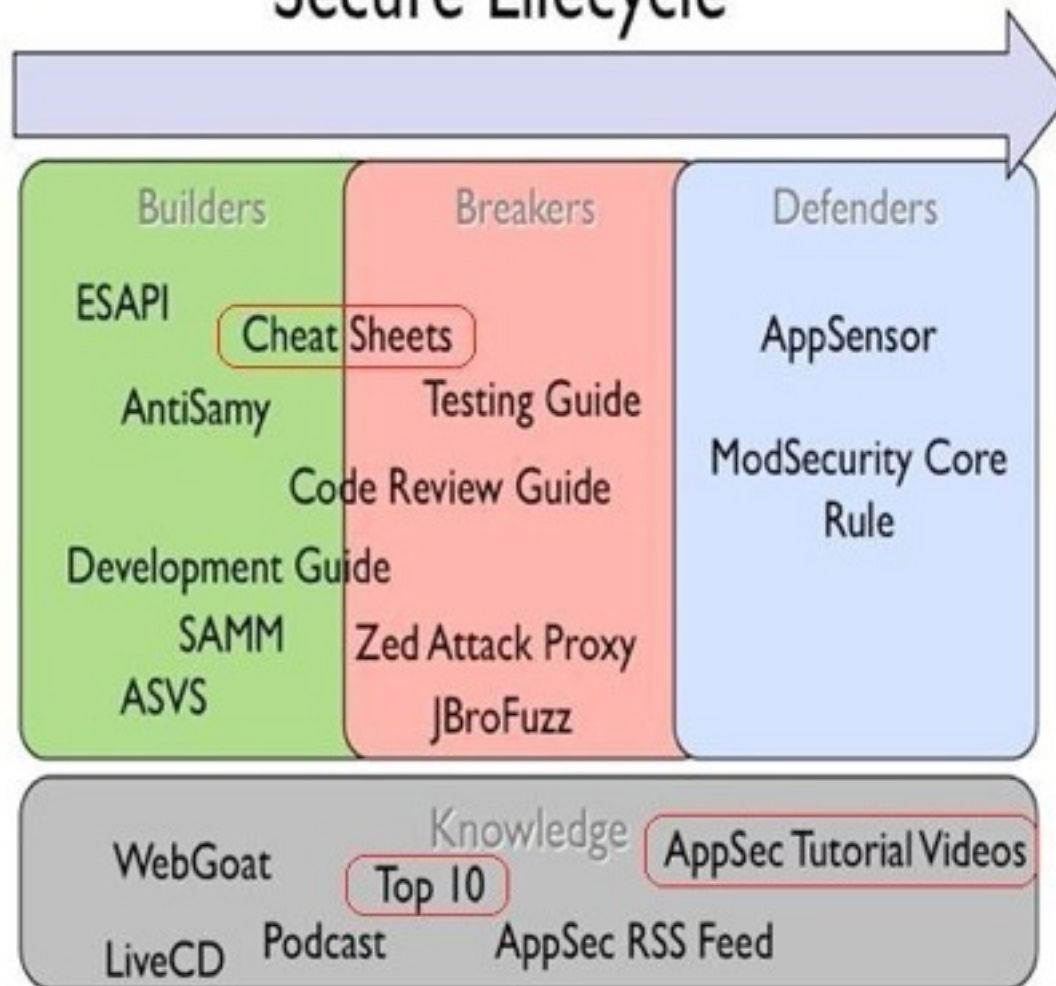 Secure Lifecycle
Builders
Breakers
Defenders
ESAPI
Cheat Sheets
AppSensor
AntiSamy
Testing Guide
ModSecurity Core
Rule
Code Review Guide
Development Guide
SAMM
Zed Attack Proxy
ASVS
JBroFuzz
Knowledge
WebGoat
Top 10
AppSec Tutorial Videos
LiveCD
Podcast
AppSec RSS Feed